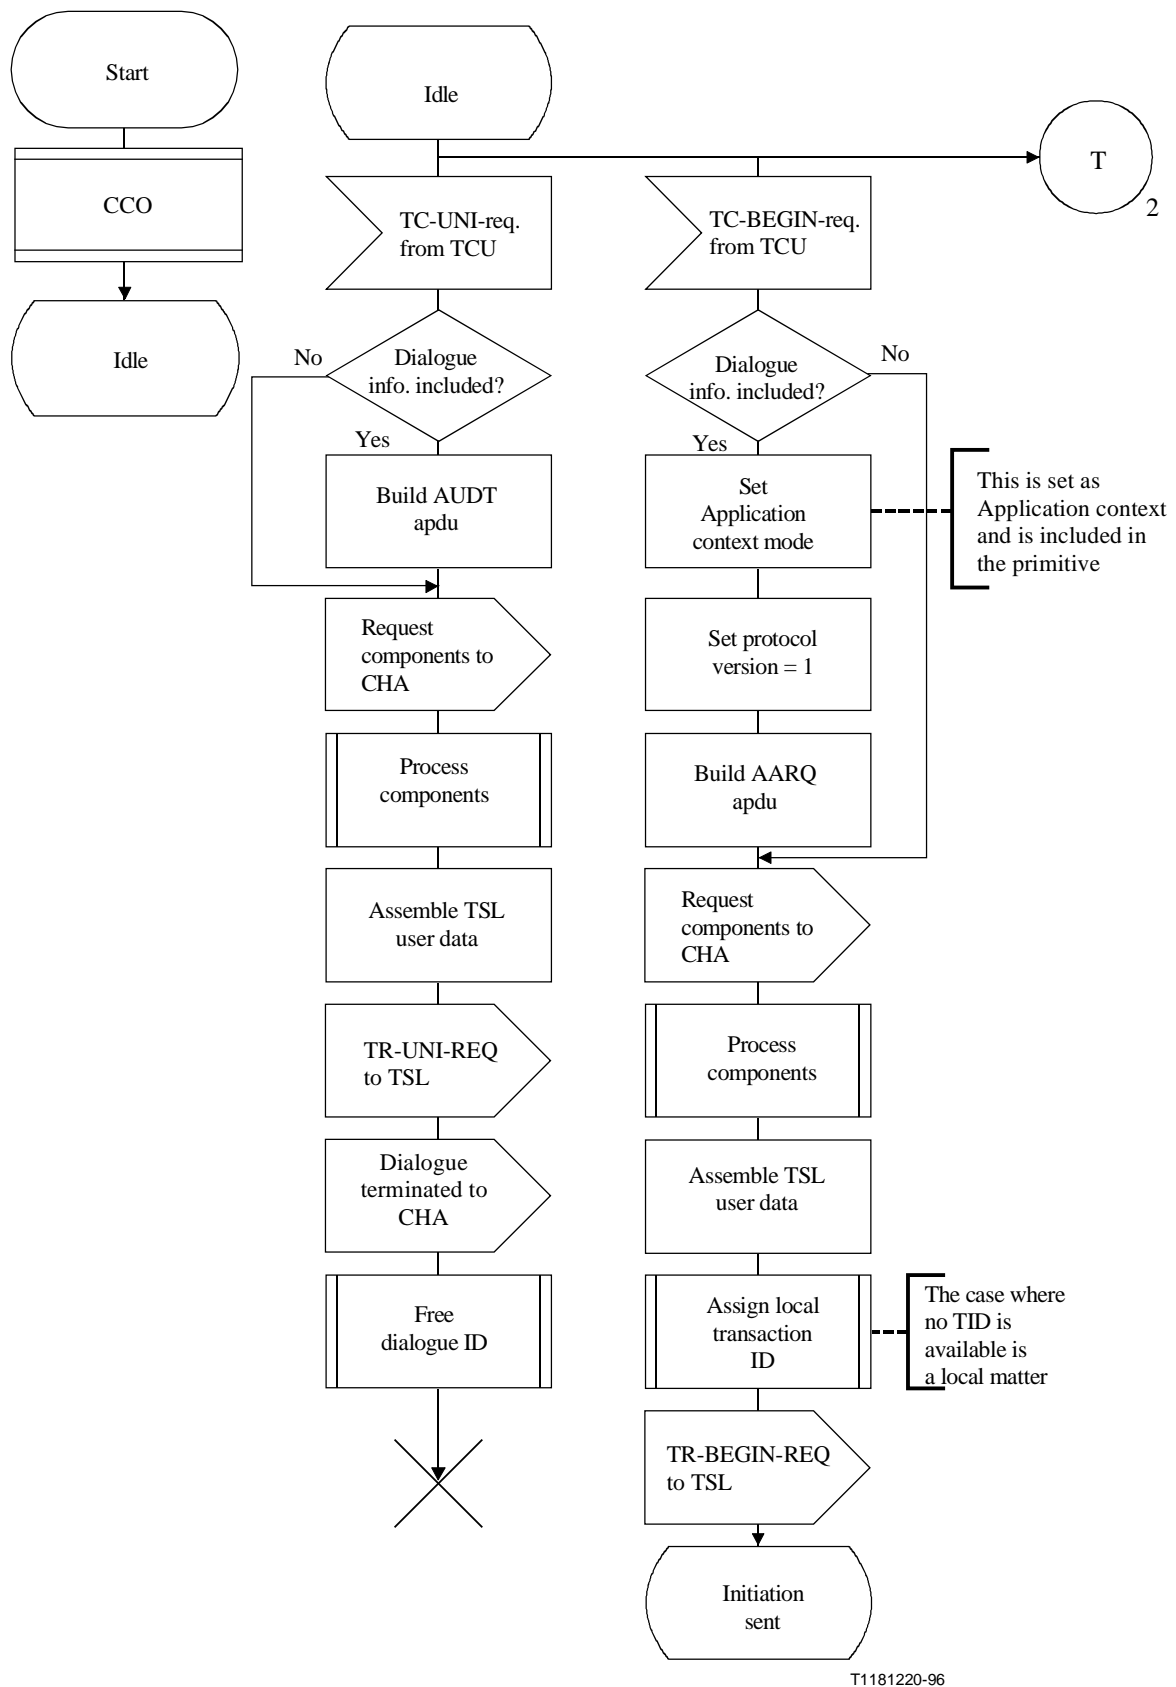 Start
CCO
Idle
Idle
T
2
TC-UNI-req.
from TCU
No
Dialogue
info. included?
Yes
Build AUDT
apdu
Request
components to
CHA
Process
components
Assemble TSL
user data
TR-UNI-REQ
to TSL
Dialogue
terminated to
CHA
Free
dialogue ID
TC-BEGIN-req.
from TCU
Dialogue
info. included?
No
Yes
Set
Application
context mode
This is set as
Application context
and is included in
the primitive
Set protocol
version = 1
Build AARQ
apdu
Request
components to
CHA
Process
components
Assemble TSL
user data
Assign local
transaction
ID
The case where
no TID is
available is
a local matter
TR-BEGIN-REQ
to TSL
Initiation
sent
T1181220-96